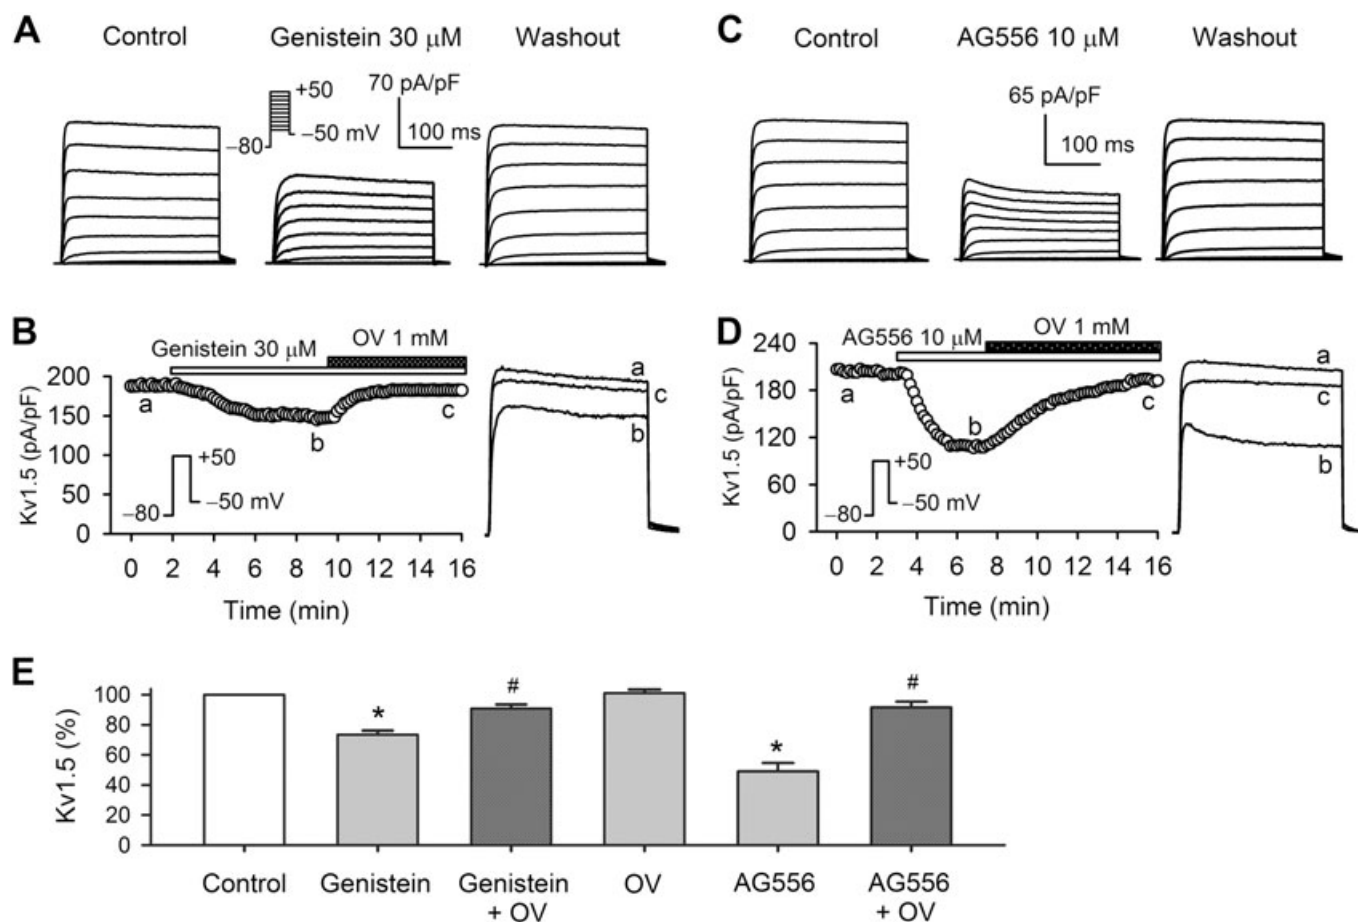 A
Control
Genistein 30 µM
Washout
70 pA/pF
+50
100 ms
−50 mV
−80
C
Control
AG556 10 µM
Washout
65 pA/pF
100 ms
B
OV 1 mM
Genistein 30 µM
200
150
100
50
0
Kv1.5 (pA/pF)
a
b
c
+50
−50 mV
−80
0 2 4 6 8 10 12 14 16
Time (min)
a
c
b
D
OV 1 mM
AG556 10 µM
240
180
120
60
0
Kv1.5 (pA/pF)
a
b
c
+50
−50 mV
−80
0 2 4 6 8 10 12 14 16
Time (min)
a
c
b
E
100
80
60
40
20
0
Kv1.5 (%)
*
#
*
#
Control
Genistein
Genistein
+ OV
OV
AG556
AG556
+ OV